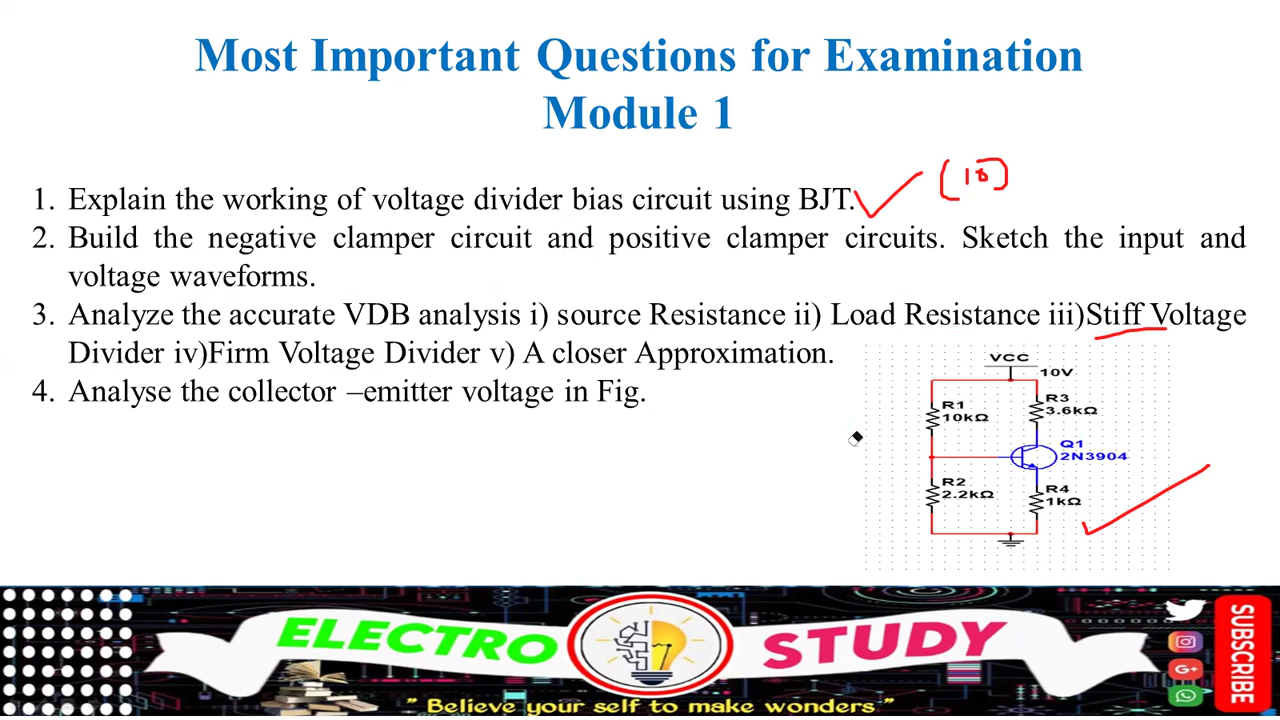 Most Important Questions for Examination
Module 1
1. Explain the working of voltage divider bias circuit using BJT.
(10)
2. Build the negative clamper circuit and positive clamper circuits. Sketch the input and
voltage waveforms.
3. Analyze the accurate VDB analysis i) source Resistance ii) Load Resistance iii)Stiff Voltage
Divider iv)Firm Voltage Divider v) A closer Approximation.
4. Analyse the collector –emitter voltage in Fig.
VCC
10V
R1
10kΩ
R3
3.6kΩ
Q1
2N3904
R2
2.2kΩ
R4
1kΩ
ELECTRO STUDY
" Believe your self to make wonders "
SUBSCRIBE